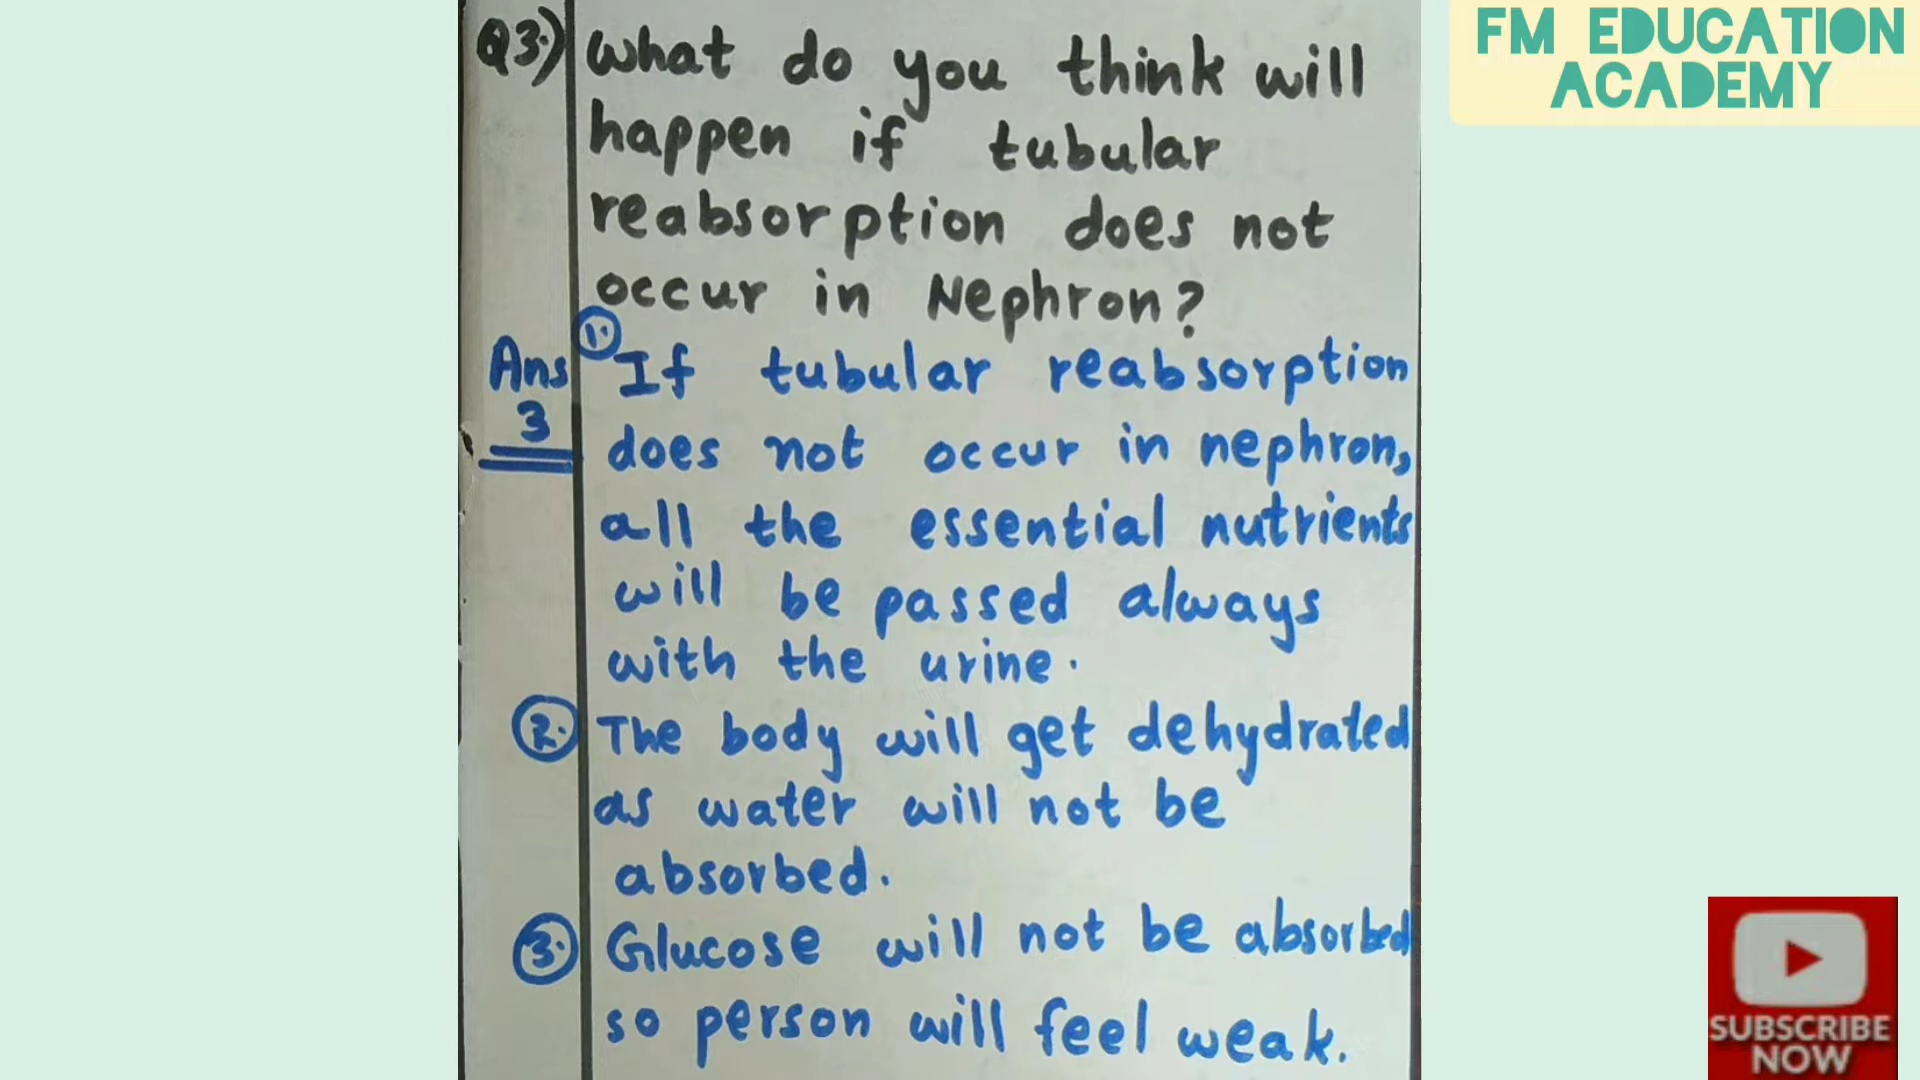 Q3.) What do you think will
happen if tubular
reabsorption does not
occur in Nephron?
Ans 3
1. If tubular reabsorption
does not occur in nephron,
all the essential nutrients
will be passed always
with the urine.
2. The body will get dehydrated
as water will not be
absorbed.
3. Glucose will not be absorbed
so person will feel weak.
FM EDUCATION
ACADEMY
SUBSCRIBE
NOW